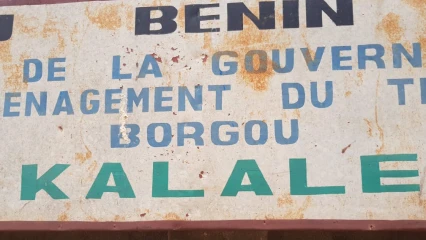 U BENIN
DE LA GOUVERN
ENAGEMENT DU T
BORGOU
KALALE